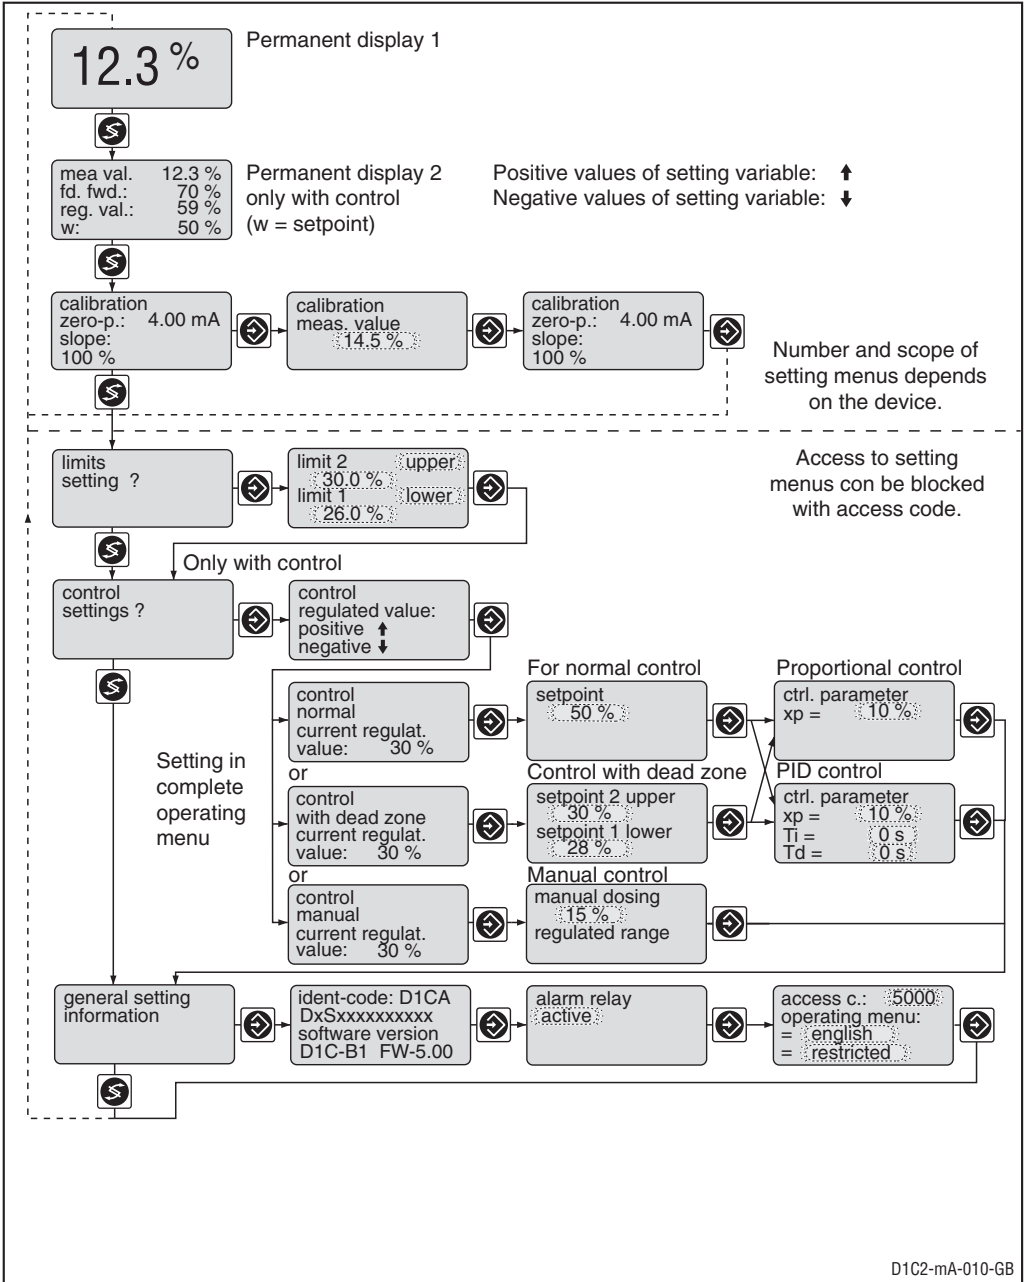 12.3 %
Permanent display 1
mea val. 12.3 %
fd. fwd.: 70 %
reg. val.: 59 %
w: 50 %
Permanent display 2
only with control
(w = setpoint)
Positive values of setting variable:
Negative values of setting variable:
calibration
zero-p.: 4.00 mA
slope:
100 %
calibration
meas. value
14.5 %
calibration
zero-p.: 4.00 mA
slope:
100 %
Number and scope of
setting menus depends
on the device.
limits
setting ?
limit 2 upper
30.0 %
limit 1 lower
26.0 %
Access to setting
menus con be blocked
with access code.
Only with control
control
settings ?
control
regulated value:
positive
negative
Setting in
complete
operating
menu
control
normal
current regulat.
value: 30 %
For normal control
setpoint
50 %
Proportional control
ctrl. parameter
xp = 10 %
or
control
with dead zone
current regulat.
value: 30 %
Control with dead zone
setpoint 2 upper
30 %
setpoint 1 lower
28 %
PID control
ctrl. parameter
xp = 10 %
Ti = 0 s
Td = 0 s
or
control
manual
current regulat.
value: 30 %
Manual control
manual dosing
15 %
regulated range
general setting
information
ident-code: D1CA
DxSxxxxxxxxxx
software version
D1C-B1 FW-5.00
alarm relay
active
access c.: 5000
operating menu:
= english
= restricted
D1C2-mA-010-GB